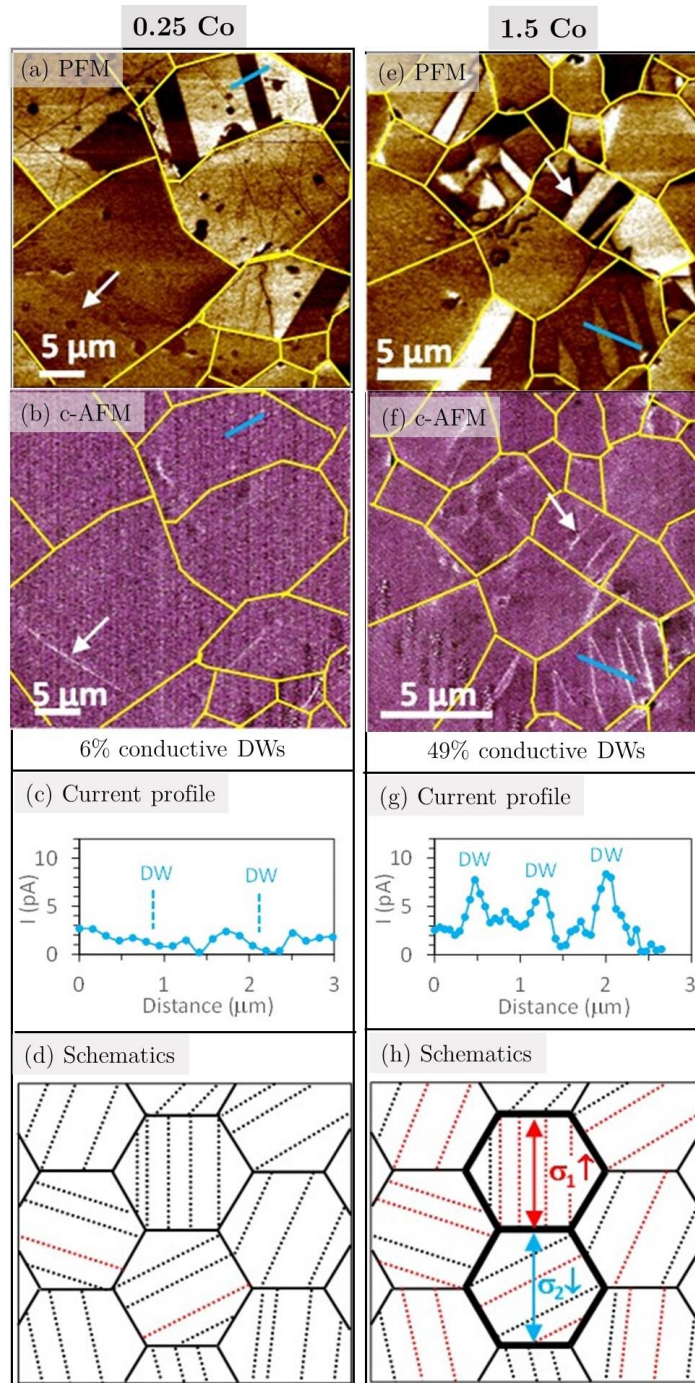 0.25 Co
(a) PFM
5 µm
(b) c-AFM
5 µm
6% conductive DWs
(c) Current profile
10
5
0
I (pA)
DW
DW
0 1 2 3
Distance (µm)
(d) Schematics
1.5 Co
(e) PFM
5 µm
(f) c-AFM
5 µm
49% conductive DWs
(g) Current profile
10
5
0
I (pA)
DW
DW
DW
0 1 2 3
Distance (µm)
(h) Schematics
σ₁↑
σ₂↓